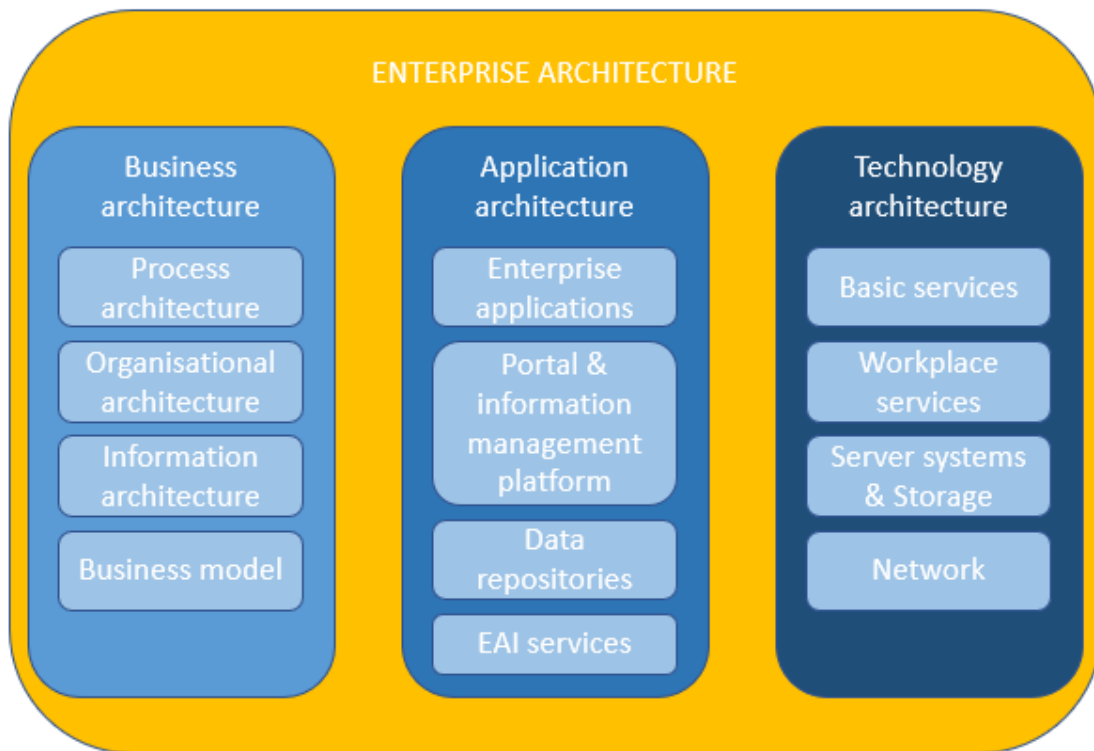 ENTERPRISE ARCHITECTURE
Business
architecture
Process
architecture
Organisational
architecture
Information
architecture
Business model
Application
architecture
Enterprise
applications
Portal &
information
management
platform
Data
repositories
EAI services
Technology
architecture
Basic services
Workplace
services
Server systems
& Storage
Network